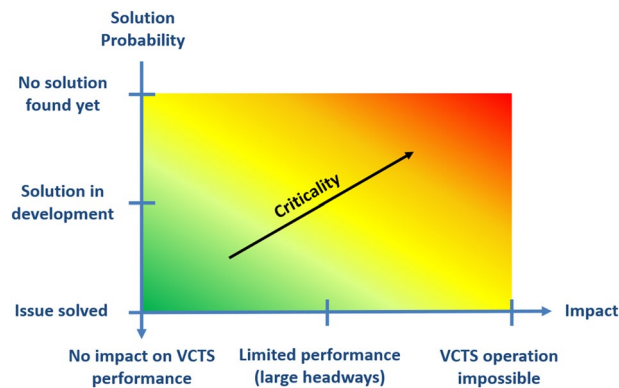 Solution
Probability
No solution
found yet
Solution in
development
Issue solved
Criticality
Impact
No impact on VCTS
performance
Limited performance
(large headways)
VCTS operation
impossible